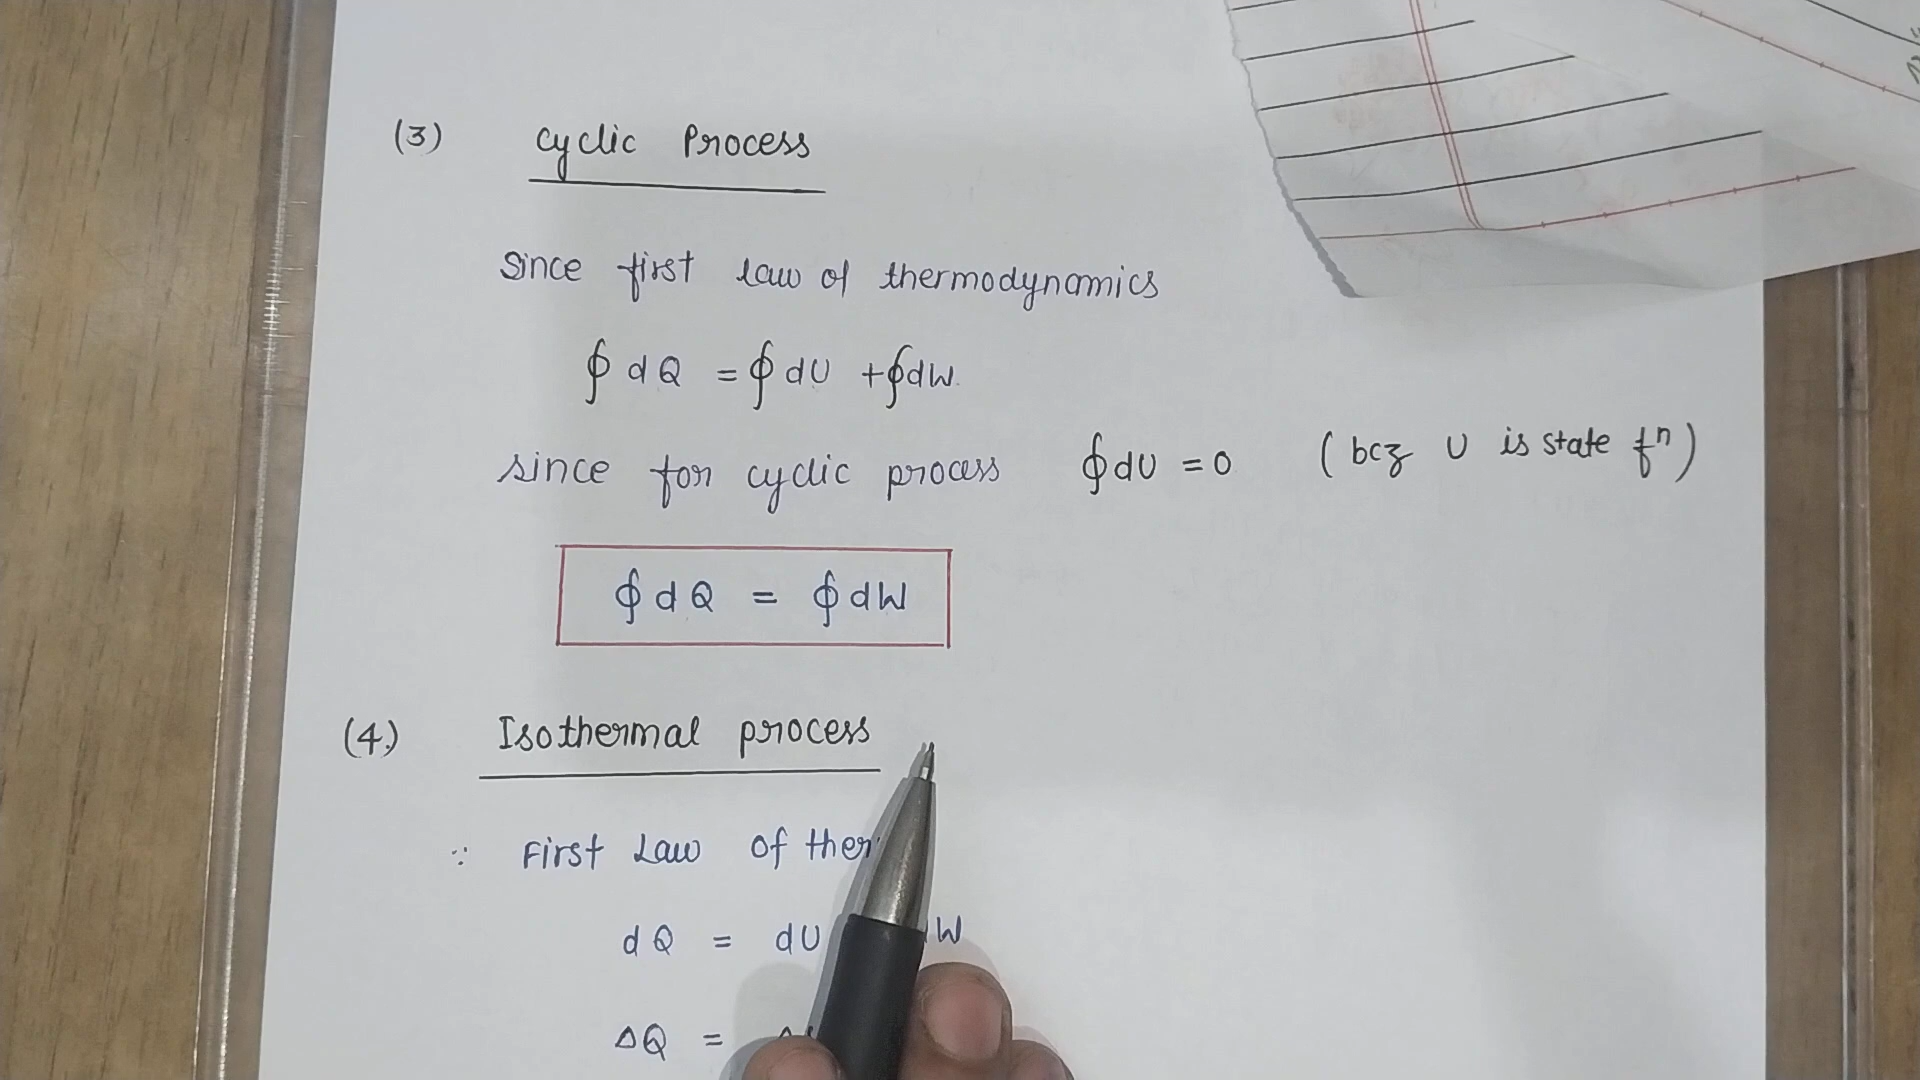 (3) Cyclic Process
Since first law of thermodynamics
∮ dQ = ∮ dU + ∮ dW
since for cyclic process ∮ dU = 0 (bcz U is state fⁿ)
∮ dQ = ∮ dW
(4) Isothermal process
∵ First Law of
dQ = dU W
ΔQ =